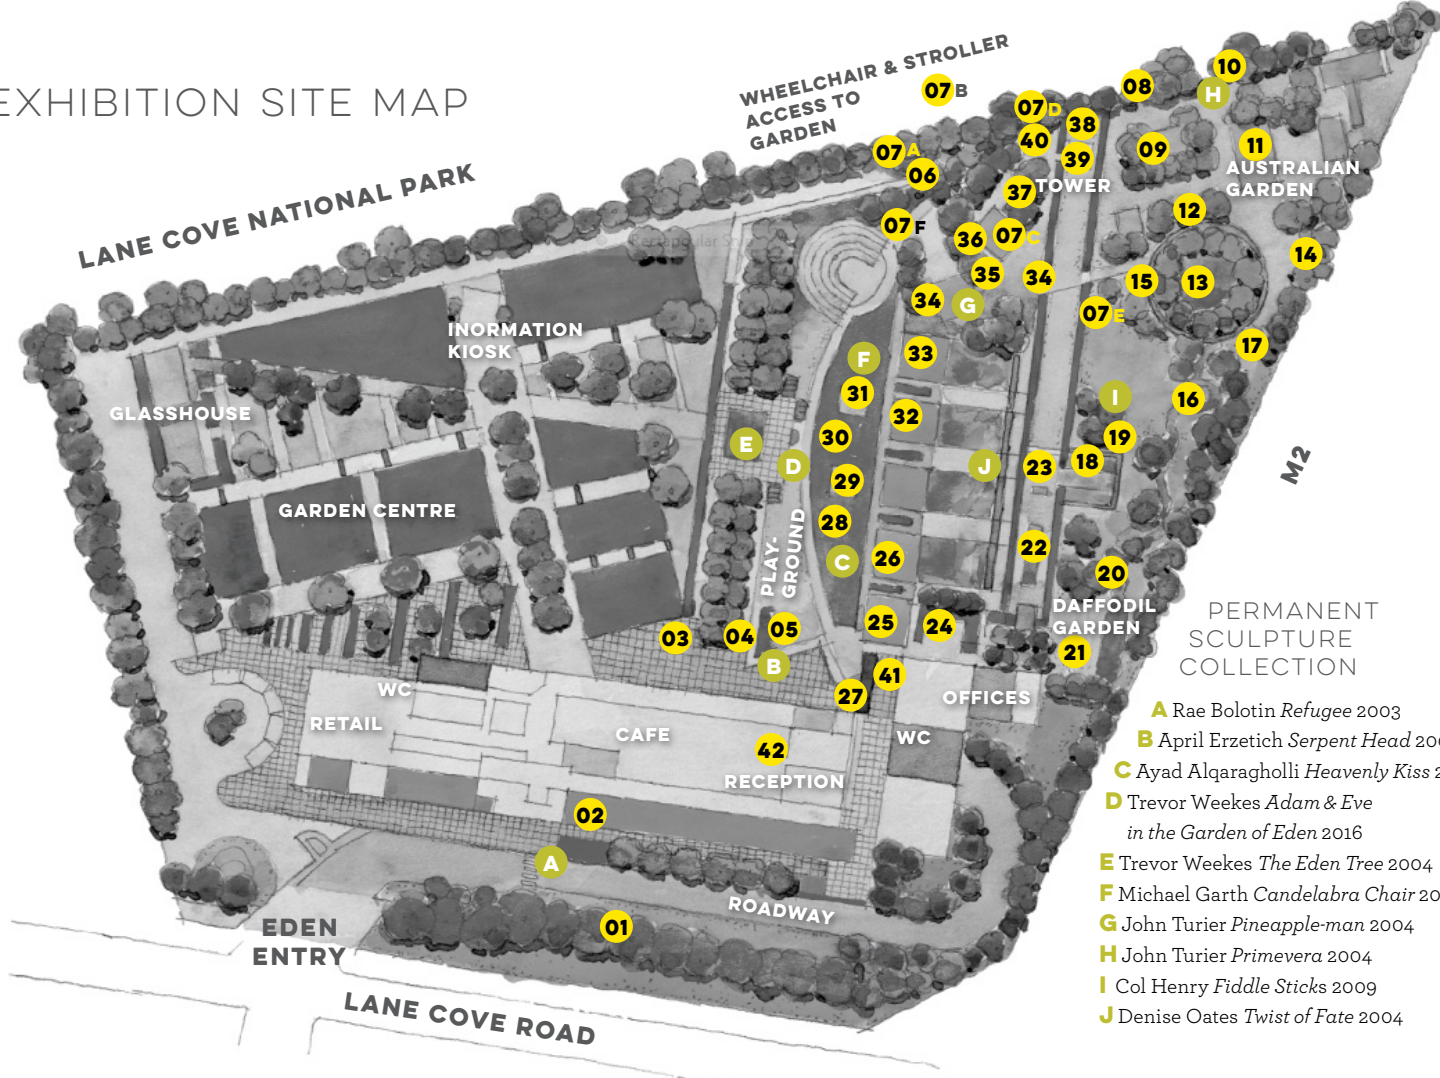 EXHIBITION SITE MAP
WHEELCHAIR & STROLLER
ACCESS TO
GARDEN
LANE COVE NATIONAL PARK
07 B
07 A
06
07 D
40
38
39
37
TOWER
08
10
H
09
11
AUSTRALIAN
GARDEN
12
14
15
13
07 E
17
16
07 F
36
07 C
35
34
34
G
33
F
31
32
30
29
28
C
26
25
24
I
19
18
23
J
22
20
DAFFODIL
GARDEN
21
M2
INORMATION
KIOSK
GLASSHOUSE
GARDEN CENTRE
E
D
PLAY-
GROUND
03
04
05
B
27
41
OFFICES
WC
WC
RETAIL
CAFE
42
RECEPTION
02
A
ROADWAY
01
EDEN
ENTRY
LANE COVE ROAD
PERMANENT
SCULPTURE
COLLECTION
A Rae Bolotin Refugee 2003
B April Erzetich Serpent Head 20
C Ayad Alqaragholli Heavenly Kiss 2
D Trevor Weekes Adam & Eve
in the Garden of Eden 2016
E Trevor Weekes The Eden Tree 2004
F Michael Garth Candelabra Chair 20
G John Turier Pineapple-man 2004
H John Turier Primevera 2004
I Col Henry Fiddle Sticks 2009
J Denise Oates Twist of Fate 2004